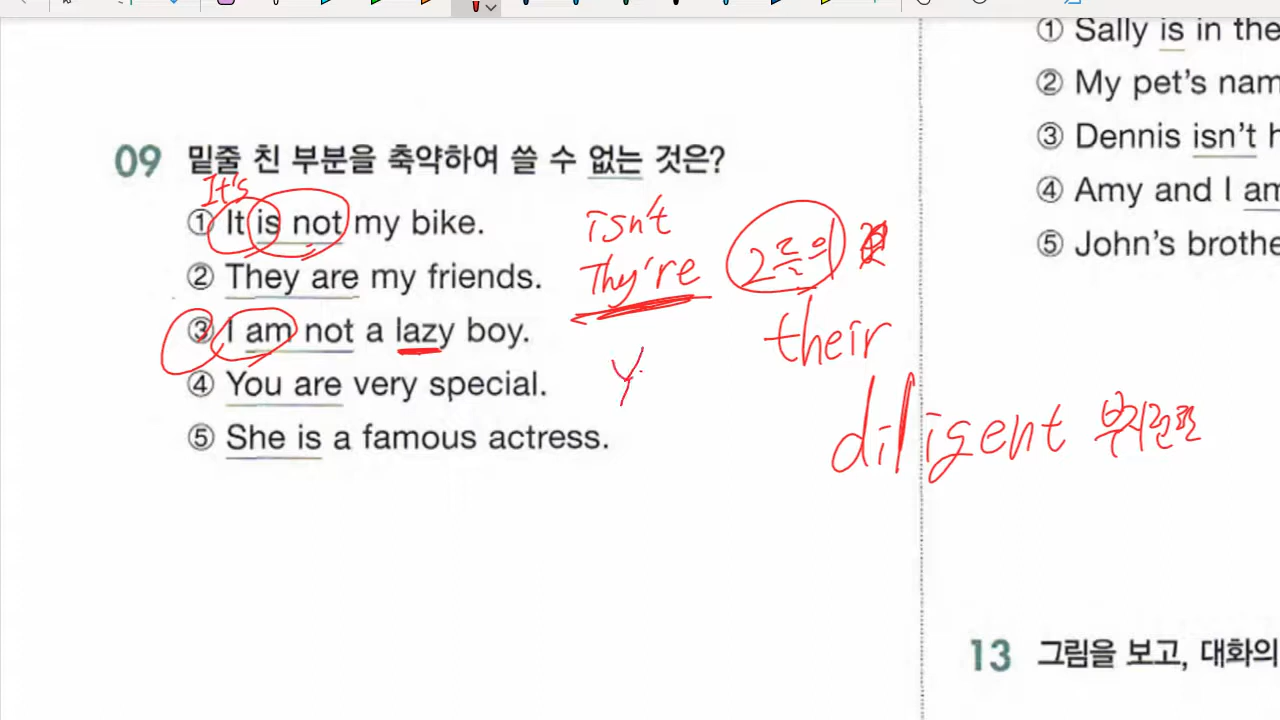 09 밑줄 친 부분을 축약하여 쓸 수 없는 것은?
It's
① It is not my bike.
isn't
② They are my friends.
Thy're
2중의
their
③ I am not a lazy boy.
④ You are very special.
Y
diligent 부지런한
⑤ She is a famous actress.
① Sally is in the
② My pet's nam
③ Dennis isn't h
④ Amy and I am
⑤ John's brothe
13 그림을 보고, 대화의